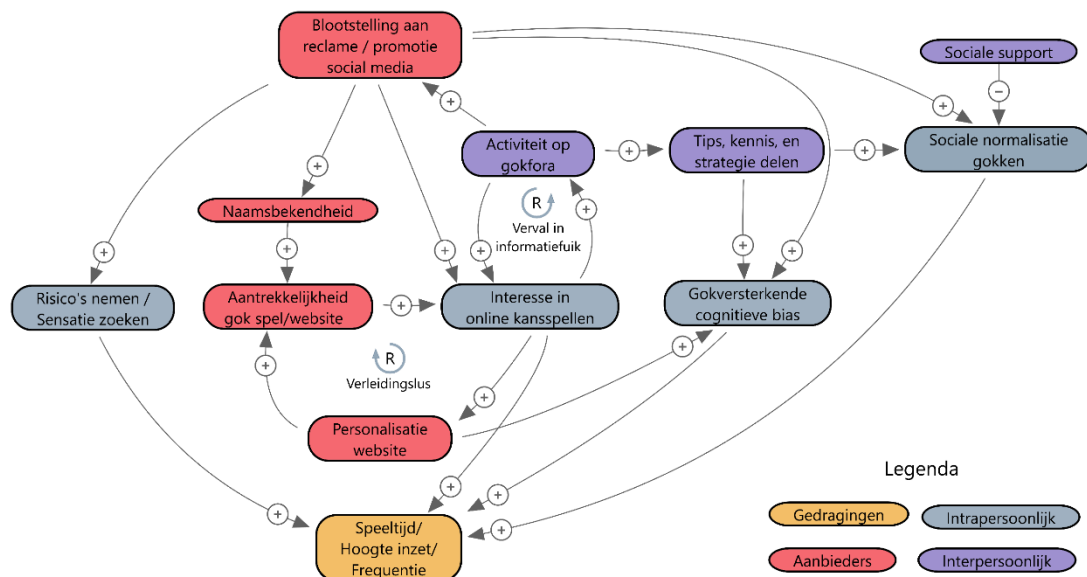 Blootstelling aan
reclame / promotie
social media
Sociale support
+
+
−
Activiteit op
gokfora
+
Tips, kennis, en
strategie delen
+
Sociale normalisatie
gokken
+
Naamsbekendheid
R
Verval in
informatiefuik
+
+
+
+
+
+
+
+
Risico's nemen /
Sensatie zoeken
Aantrekkelijkheid
gok spel/website
+
Interesse in
online kansspellen
Gokversterkende
cognitieve bias
R
Verleidingslus
+
+
+
Personalisatie
website
Legenda
+
+
+
+
Speeltijd/
Hoogte inzet/
Frequentie
Gedragingen
Intrapersoonlijk
Aanbieders
Interpersoonlijk